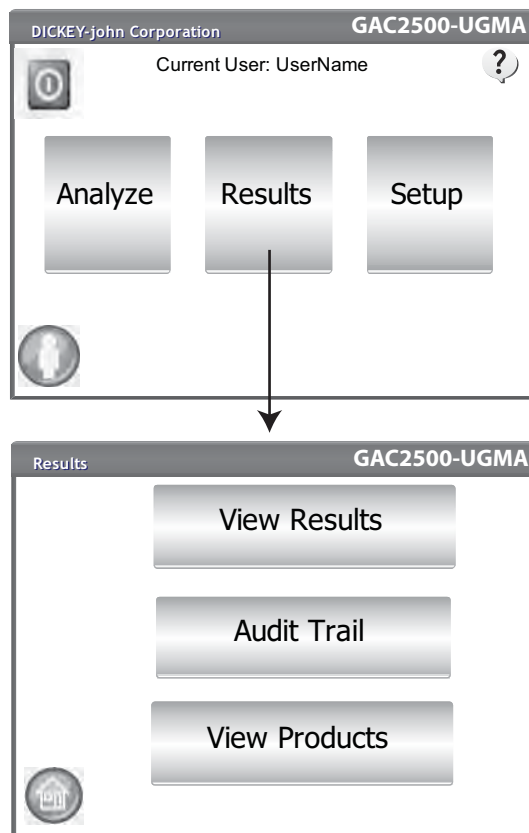 DICKEY-john Corporation GAC2500-UGMA
Current User: UserName ?
Analyze Results Setup
Results GAC2500-UGMA
View Results
Audit Trail
View Products